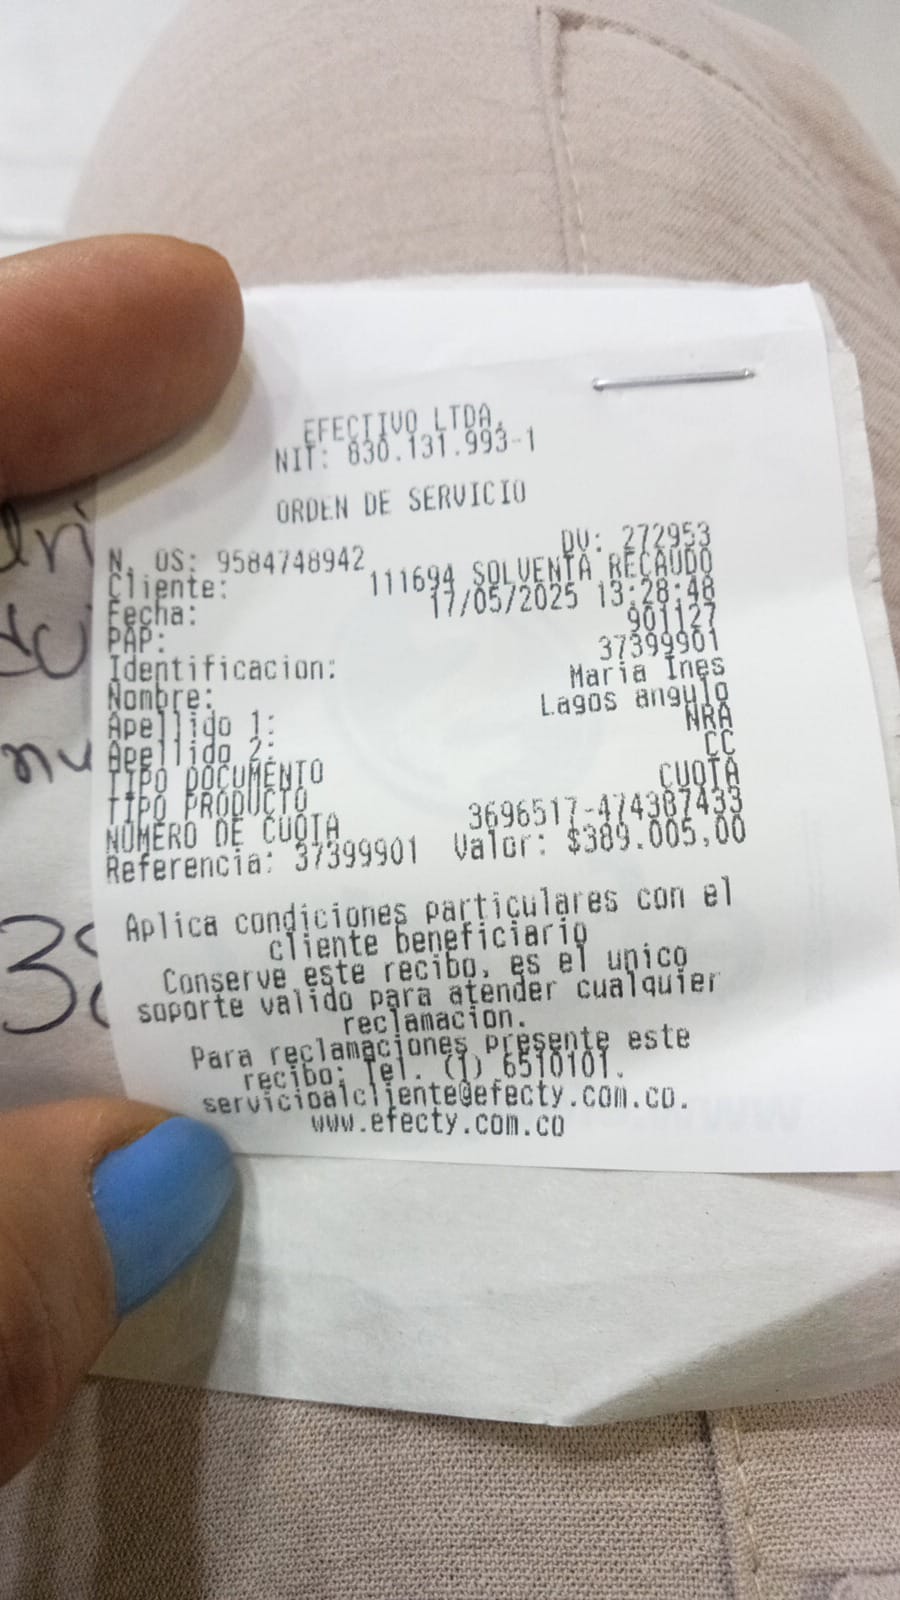 EFECTIVO LTDA.
NIT: 830.131.993-1
ORDEN DE SERVICIO
DV: 272953
N. OS: 9584748942
Cliente: 111694 SOLVENTA RECAUDO
Fecha: 17/05/2025 13:28:48
PAP: 901127
Identificacion: 37399901
Nombre: Maria Ines
Apellido 1: Lagos angulo
Apellido 2: NRA
TIPO DOCUMENTO CC
TIPO PRODUCTO CUOTA
NUMERO DE CUOTA 3696517-474387433
Referencia: 37399901 Valor: $389.005,00
Aplica condiciones particulares con el
cliente beneficiario
Conserve este recibo, es el unico
soporte valido para atender cualquier
reclamacion.
Para reclamaciones presente este
recibo: Tel. (1) 6510101.
servicioalcliente@efecty.com.co.
www.efecty.com.co